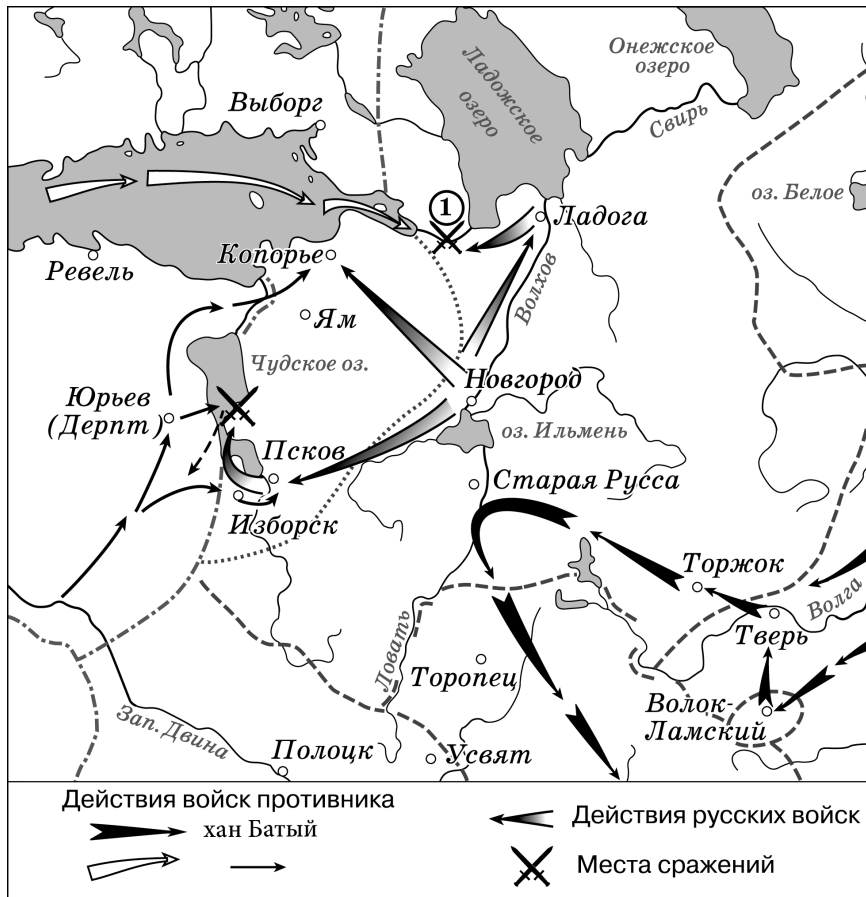 Онежское
озеро
Ладожское
озеро
Выборг
Свирь
оз. Белое
1
Ладога
Ревель
Копорье
Волхов
Ям
Чудское оз.
Новгород
Юрьев
(Дерпт)
оз. Ильмень
Псков
Старая Русса
Изборск
Торжок
Волга
Тверь
Ловать
Торопец
Волок-
Ламский
Зап. Двина
Полоцк
Усвят
Действия войск противника
хан Батый
Действия русских войск
Места сражений